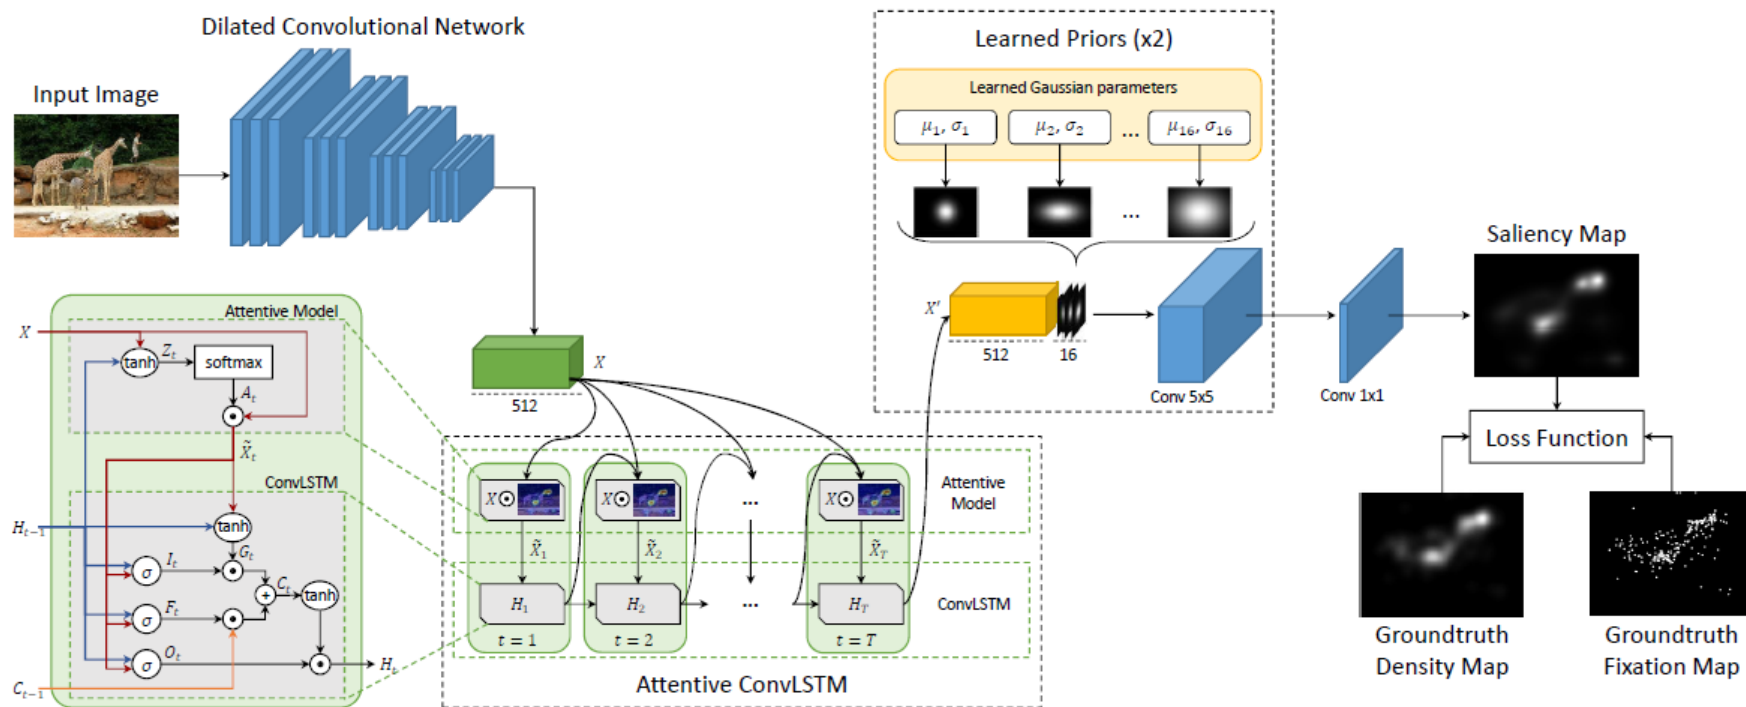 Dilated Convolutional Network
Input Image
Learned Priors (x2)
Learned Gaussian parameters
μ₁, σ₁
μ₂, σ₂
...
μ₁₆, σ₁₆
...
X′
512
16
Conv 5x5
Conv 1x1
Saliency Map
Loss Function
Groundtruth
Density Map
Groundtruth
Fixation Map
X
512
Attentive Model
X
tanh
Zₜ
softmax
Aₜ
X̃ₜ
ConvLSTM
Hₜ₋₁
tanh
Gₜ
σ
Iₜ
Cₜ
tanh
+
σ
Fₜ
σ
Oₜ
Hₜ
Cₜ₋₁
X
X
...
X
Attentive
Model
X̃₁
X̃₂
X̃_T
H₁
H₂
...
H_T
ConvLSTM
t = 1
t = 2
t = T
Attentive ConvLSTM